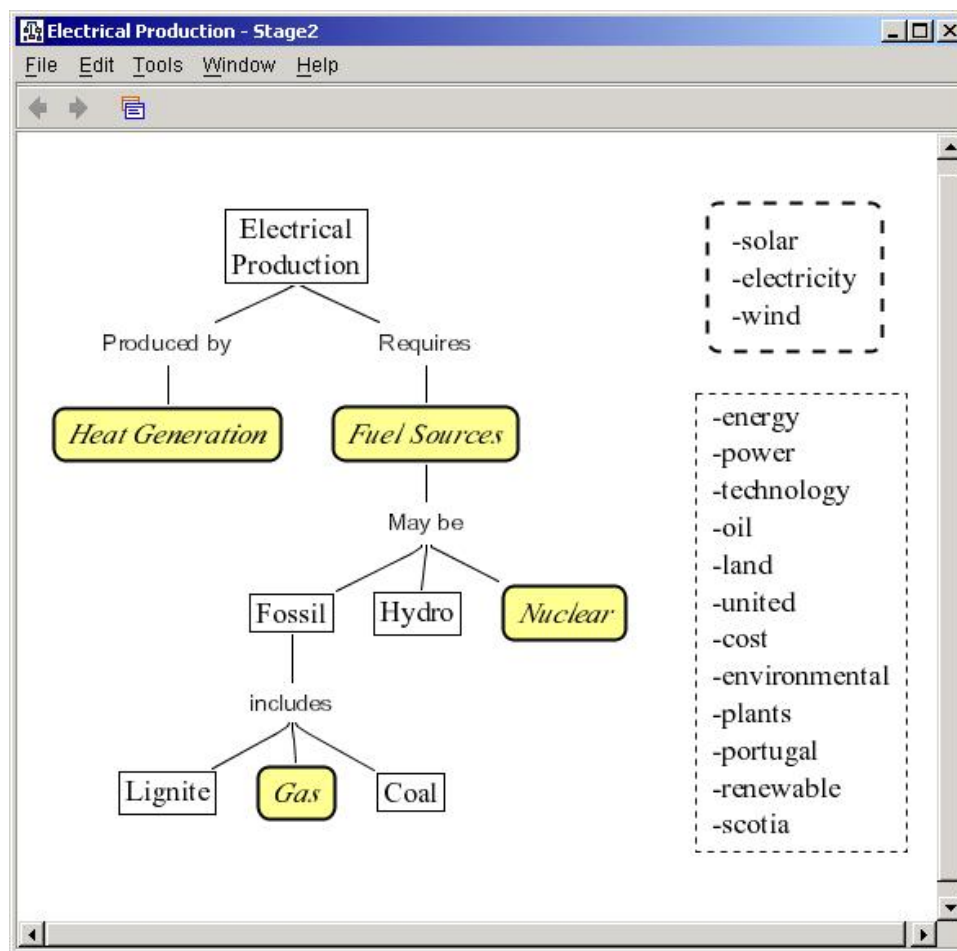 Electrical Production - Stage2
File Edit Tools Window Help
Electrical
Production
Produced by
Requires
Heat Generation
Fuel Sources
May be
Fossil
Hydro
Nuclear
includes
Lignite
Gas
Coal
-solar
-electricity
-wind
-energy
-power
-technology
-oil
-land
-united
-cost
-environmental
-plants
-portugal
-renewable
-scotia